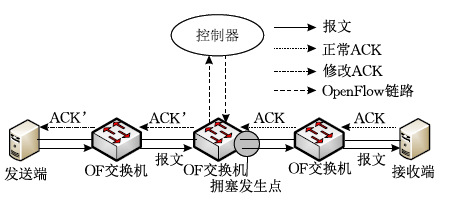 控制器
报文
正常ACK
修改ACK
OpenFlow链路
ACK’
ACK’
ACK
ACK
发送端
OF交换机
报文
OF交换机
OF交换机
报文
接收端
拥塞发生点